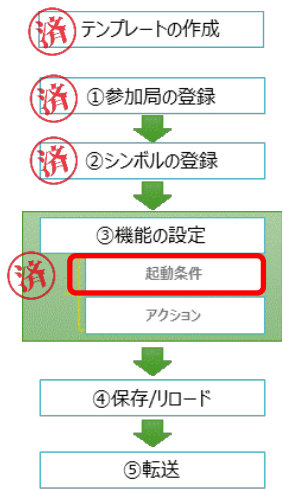 済 テンプレートの作成
済 ①参加局の登録
済 ②シンボルの登録
③機能の設定
済 起動条件
アクション
④保存/リロード
⑤転送